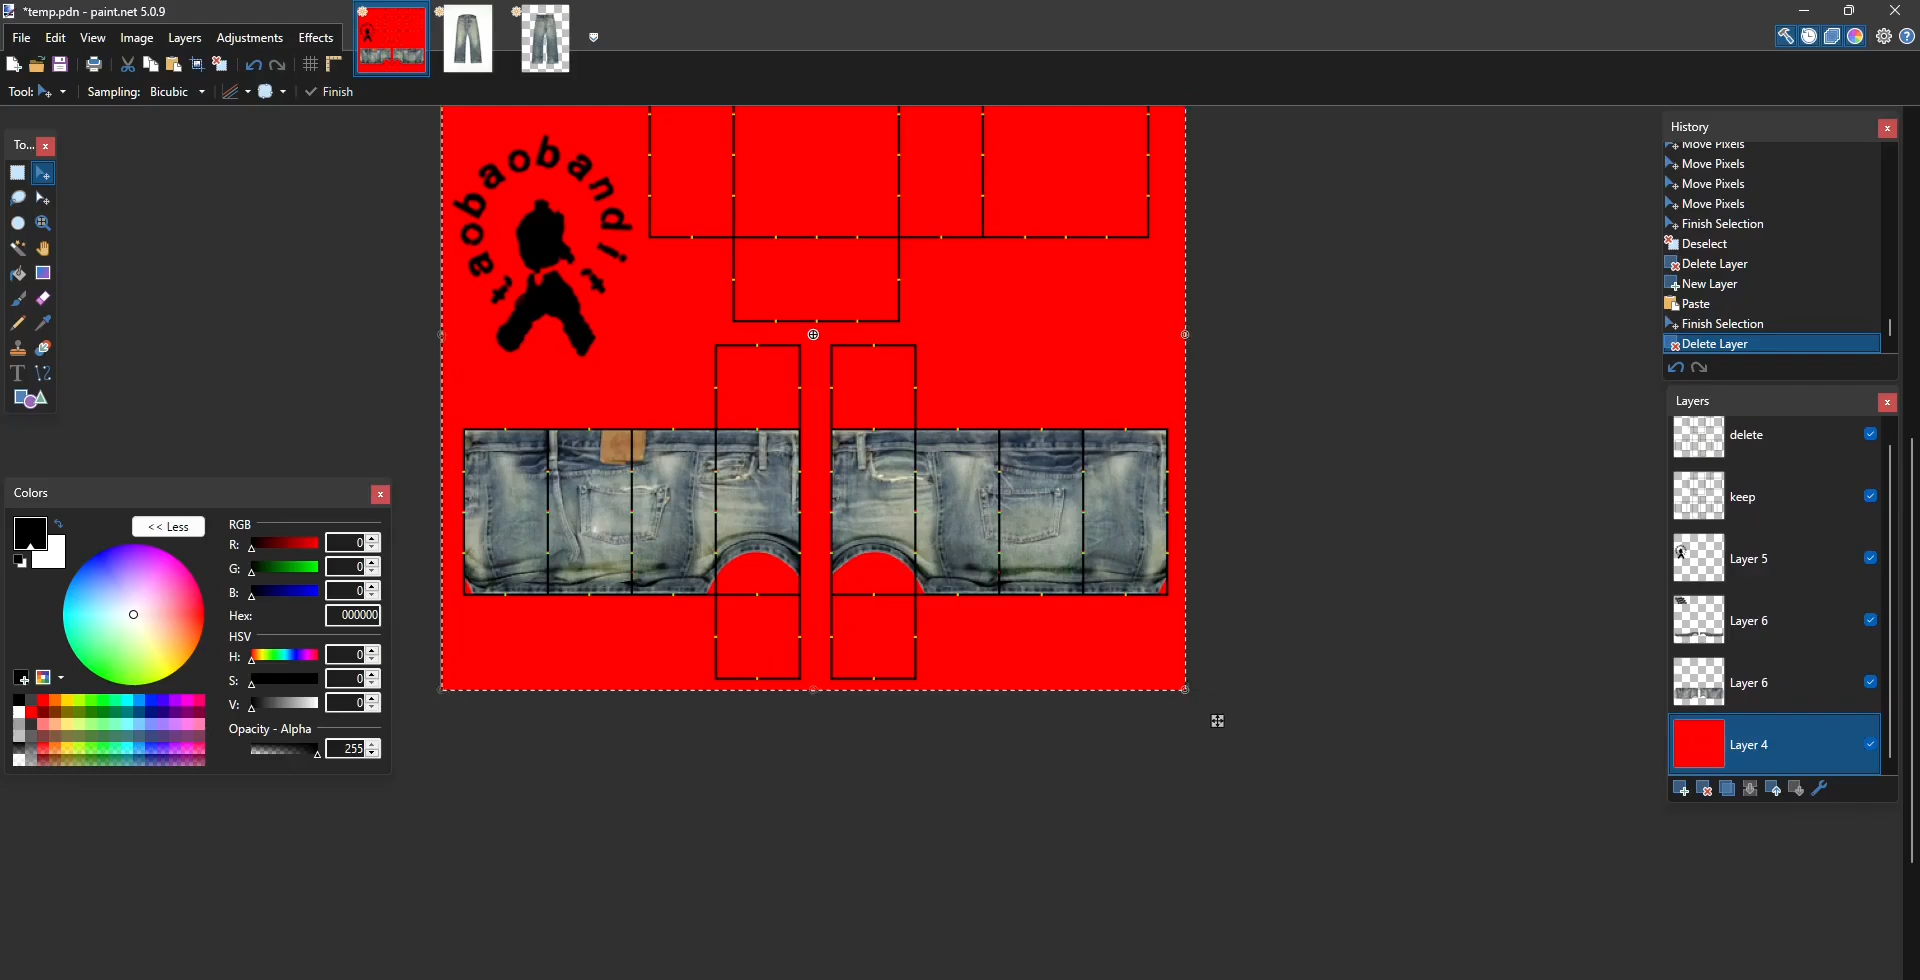 *temp.pdn - paint.net 5.0.9
File Edit View Image Layers Adjustments Effects
Tool: Sampling: Bicubic Finish
To...
taobaobandit
Colors
<< Less
RGB
R: 0
G: 0
B: 0
Hex: 000000
HSV
H: 0
S: 0
V: 0
Opacity - Alpha
255
History
Move Pixels
Move Pixels
Move Pixels
Move Pixels
Finish Selection
Deselect
Delete Layer
New Layer
Paste
Finish Selection
Delete Layer
Layers
delete
keep
Layer 5
Layer 6
Layer 6
Layer 4